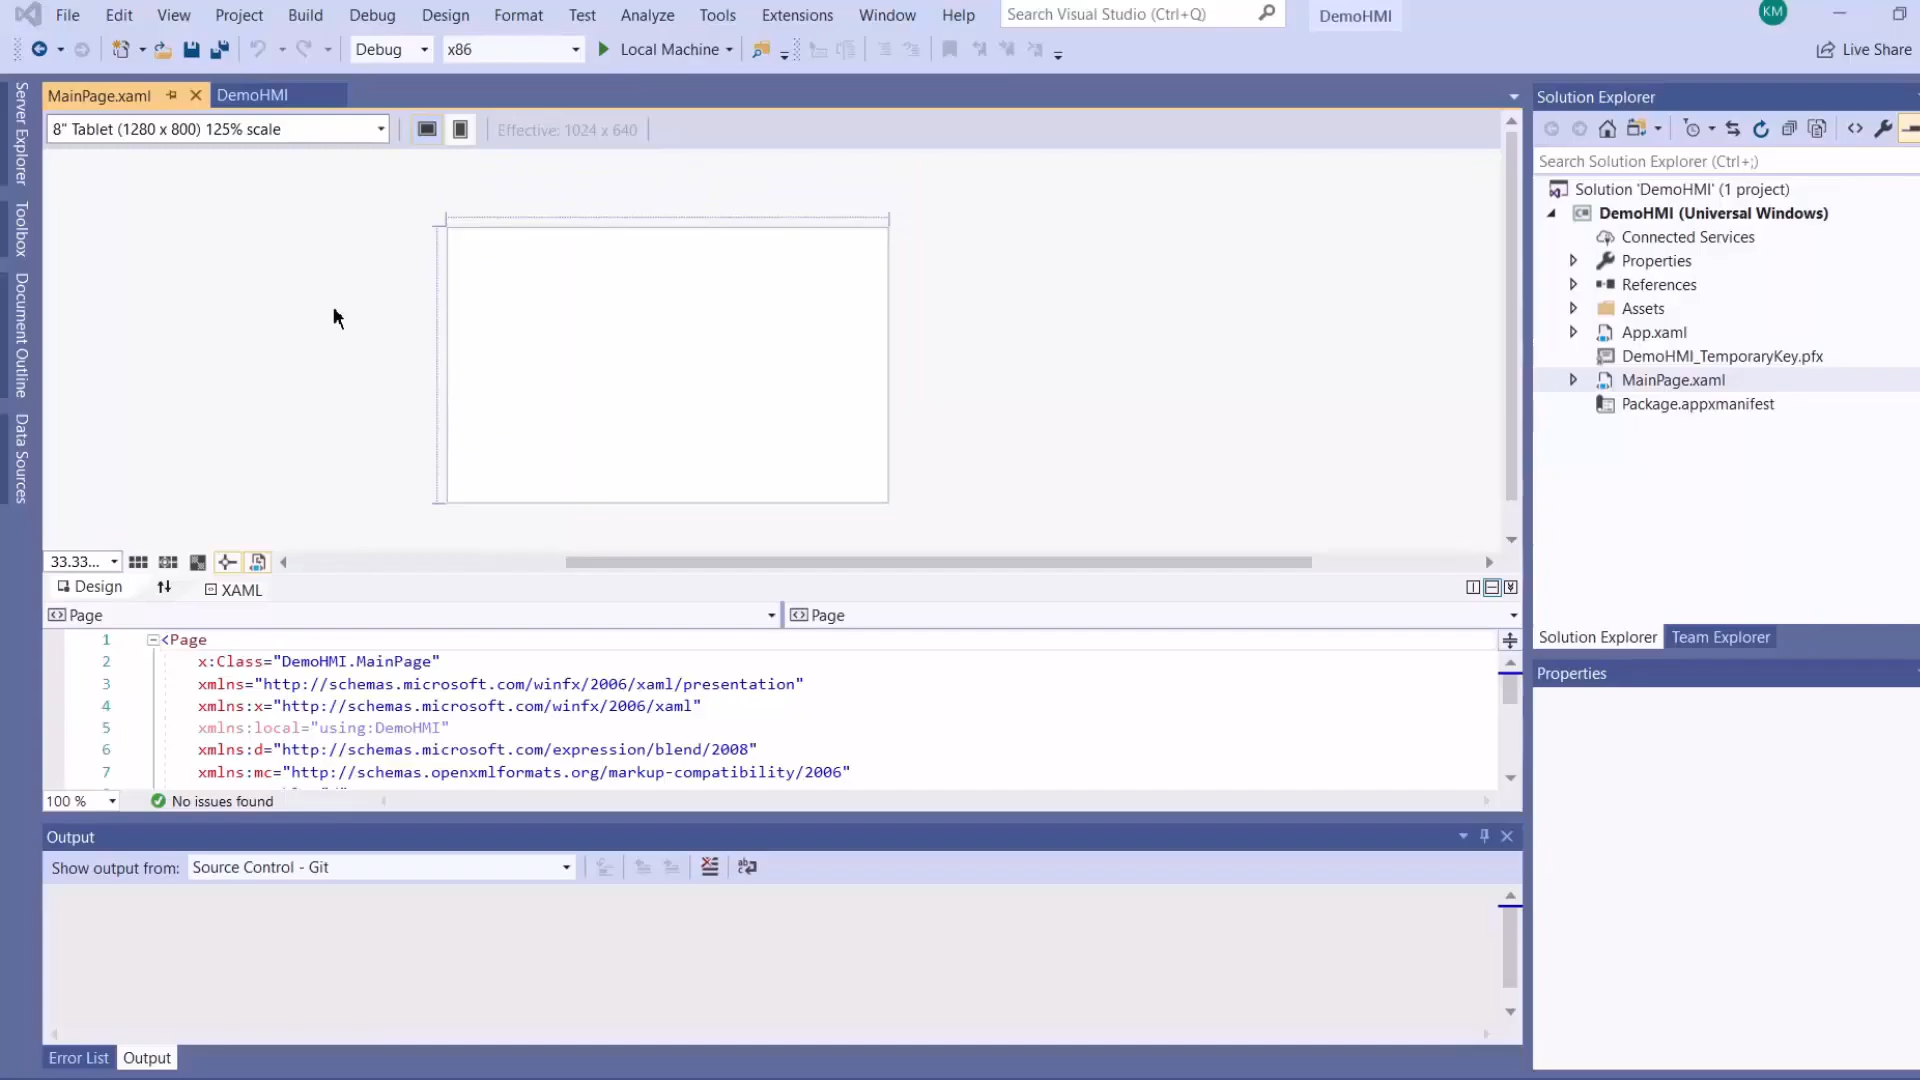 File Edit View Project Build Debug Design Format Test Analyze Tools Extensions Window Help Search Visual Studio (Ctrl+Q) DemoHMI KM
Debug x86 Local Machine Live Share
Server Explorer
Toolbox
Document Outline
Data Sources
MainPage.xaml DemoHMI
8" Tablet (1280 x 800) 125% scale Effective: 1024 x 640
33.33...
Design XAML
Page Page
1 <Page
2 x:Class="DemoHMI.MainPage"
3 xmlns="http://schemas.microsoft.com/winfx/2006/xaml/presentation"
4 xmlns:x="http://schemas.microsoft.com/winfx/2006/xaml"
5 xmlns:local="using:DemoHMI"
6 xmlns:d="http://schemas.microsoft.com/expression/blend/2008"
7 xmlns:mc="http://schemas.openxmlformats.org/markup-compatibility/2006"
100 % No issues found
Output
Show output from: Source Control - Git
Error List Output
Solution Explorer
Search Solution Explorer (Ctrl+;)
Solution 'DemoHMI' (1 project)
DemoHMI (Universal Windows)
Connected Services
Properties
References
Assets
App.xaml
DemoHMI_TemporaryKey.pfx
MainPage.xaml
Package.appxmanifest
Solution Explorer Team Explorer
Properties